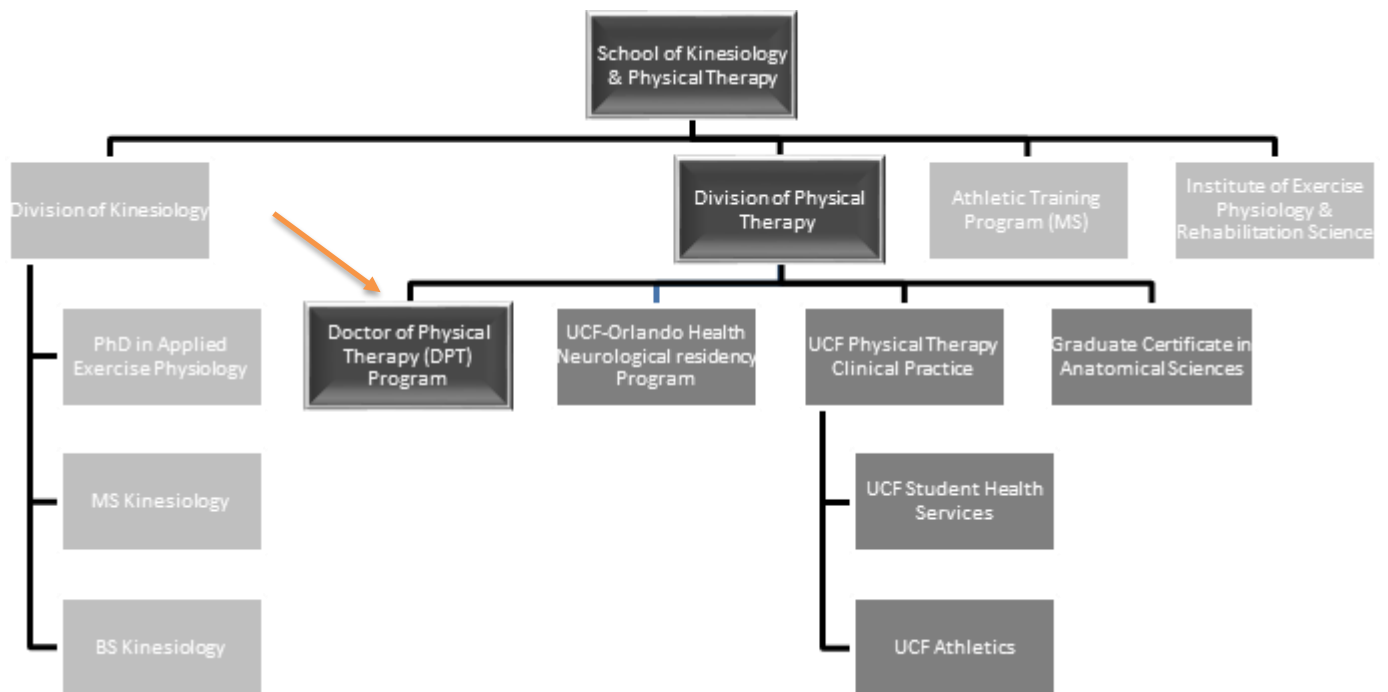 School of Kinesiology
& Physical Therapy
Division of Kinesiology
Division of Physical
Therapy
Athletic Training
Program (MS)
Institute of Exercise
Physiology &
Rehabilitation Science
PhD in Applied
Exercise Physiology
MS Kinesiology
BS Kinesiology
Doctor of Physical
Therapy (DPT)
Program
UCF-Orlando Health
Neurological residency
Program
UCF Physical Therapy
Clinical Practice
Graduate Certificate in
Anatomical Sciences
UCF Student Health
Services
UCF Athletics